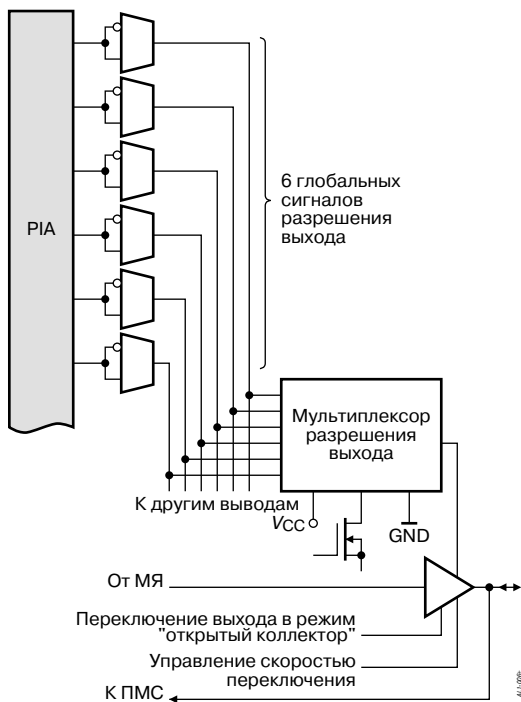 PIA
6 глобальных
сигналов
разрешения
выхода
Мультиплексор
разрешения
выхода
К другим выводам
VCC
GND
От МЯ
Переключение выхода в режим
"открытый коллектор"
Управление скоростью
переключения
К ПМС